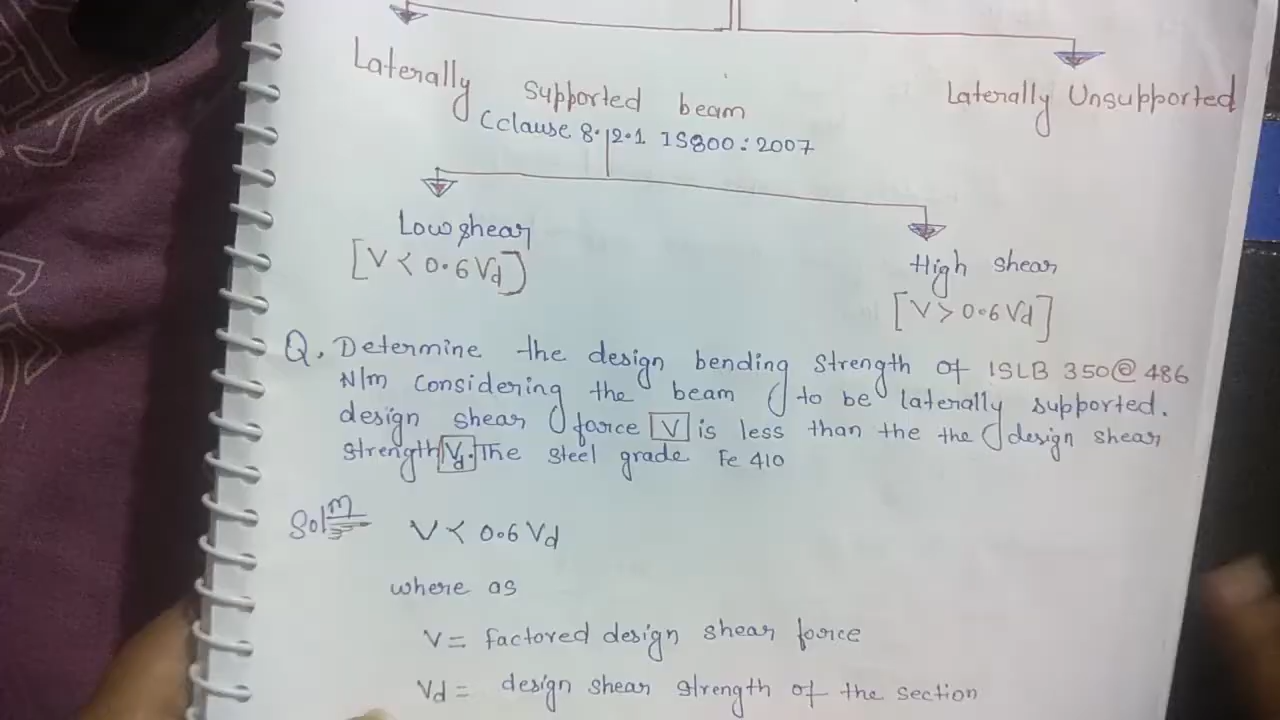 Laterally Supported beam
Laterally Unsupported
(clause 8.2.1 IS800:2007
Low shear
[V < 0.6 Vd]
High shear
[V > 0.6 Vd]
Q. Determine the design bending strength of ISLB 350@486
N/m considering the beam to be laterally supported.
design shear force V is less than the the design shear
strength Vd. The steel grade Fe 410
Solⁿ V < 0.6 Vd
where as
V = factored design shear force
Vd = design shear strength of the section